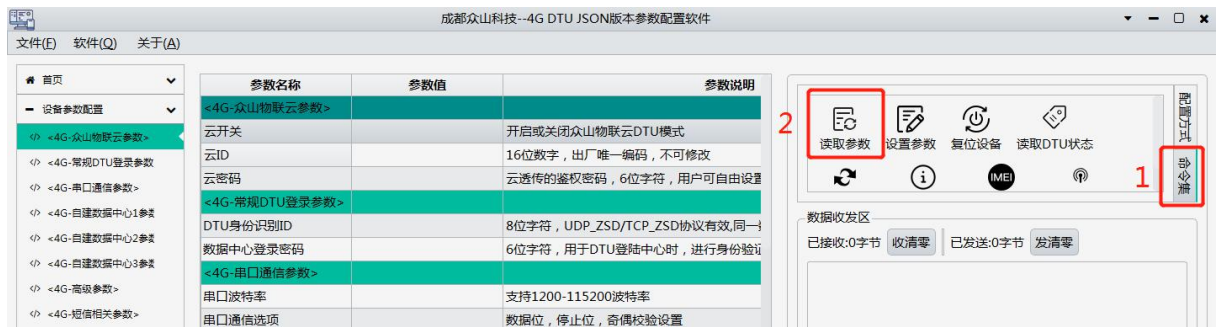 成都众山科技--4G DTU JSON版本参数配置软件
文件(F) 软件(Q) 关于(A)
首页
设备参数配置
<4G-众山物联云参数>
<4G-常规DTU登录参数
<4G-串口通信参数>
<4G-自建数据中心1参
<4G-自建数据中心2参
<4G-自建数据中心3参
<4G-高级参数>
<4G-短信相关参数>
参数名称 参数值 参数说明
<4G-众山物联云参数>
云开关 开启或关闭众山物联云DTU模式
云ID 16位数字，出厂唯一编码，不可修改
云密码 云透传的鉴权密码，6位字符，用户可自由设置
<4G-常规DTU登录参数>
DTU身份识别ID 8位字符，UDP_ZSD/TCP_ZSD协议有效,同一
数据中心登录密码 6位字符，用于DTU登陆中心时，进行身份验证
<4G-串口通信参数>
串口波特率 支持1200-115200波特率
串口通信选项 数据位，停止位，奇偶校验设置
2
读取参数 设置参数 复位设备 读取DTU状态
IMEI
配置方式
1
命令集
数据收发区
已接收:0字节 收清零 已发送:0字节 发清零